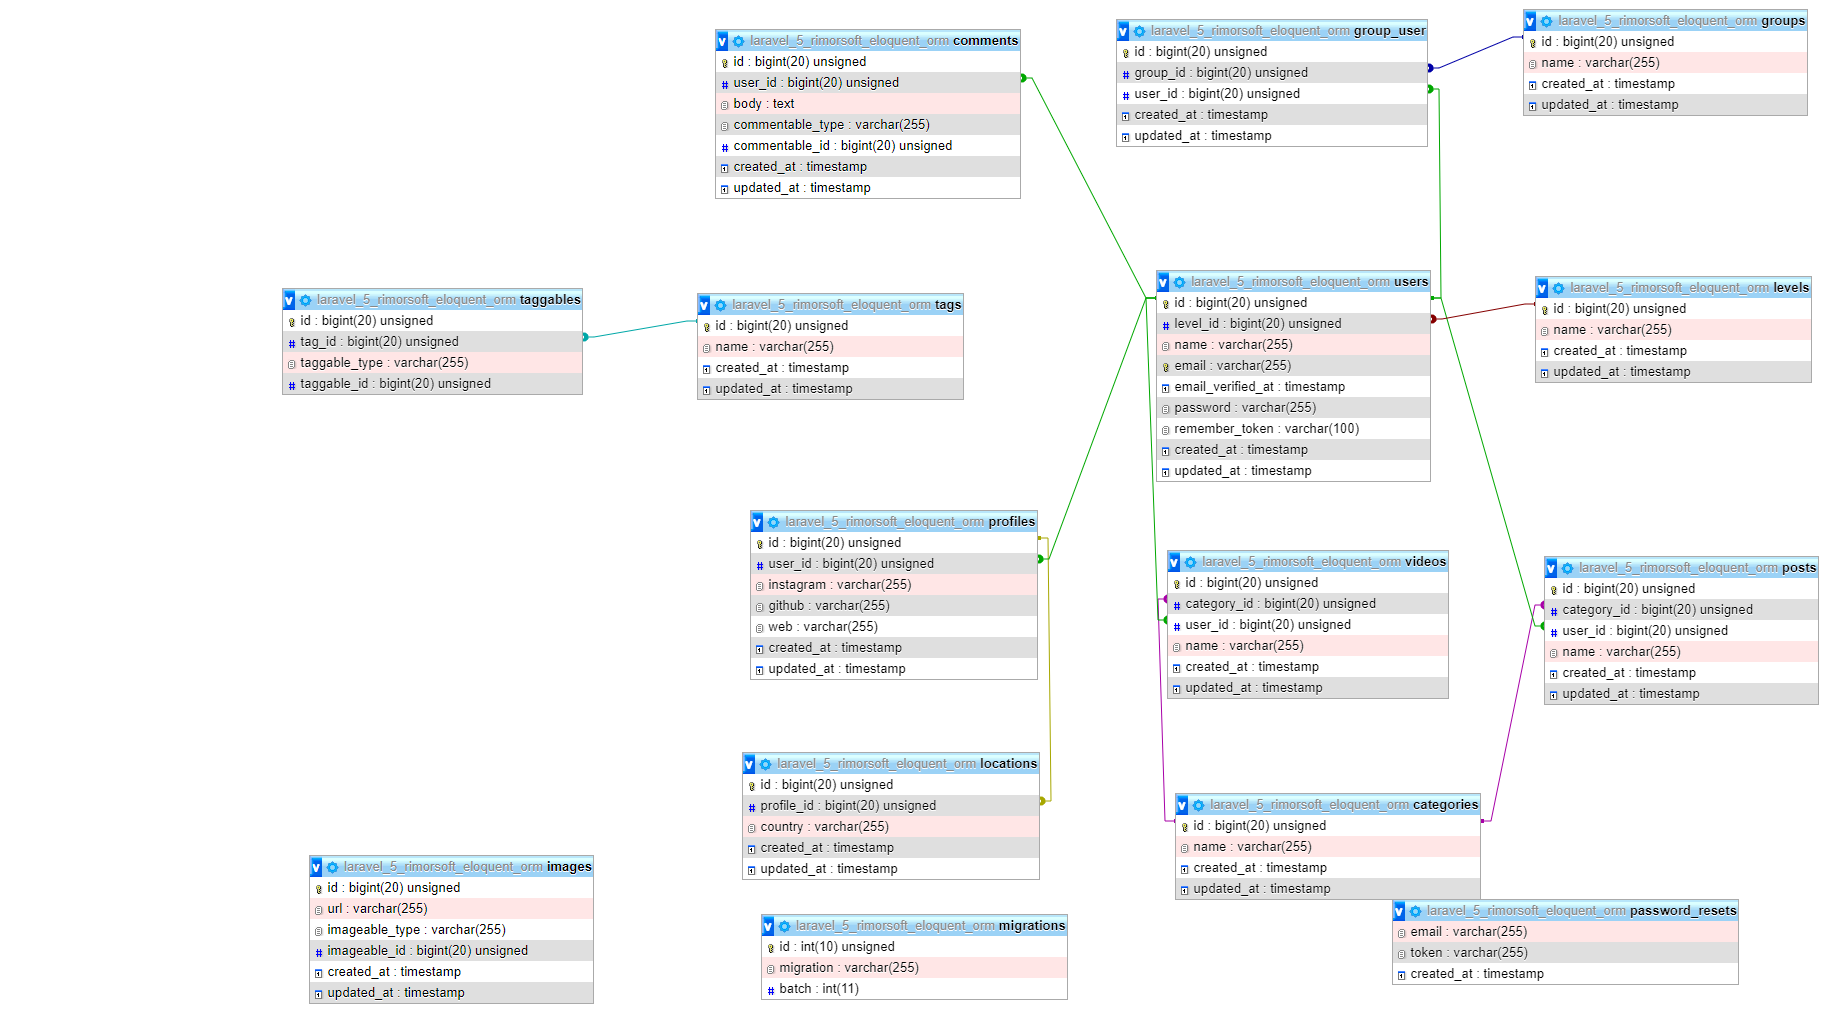 v laravel_5_rimorsoft_eloquent_orm comments
id : bigint(20) unsigned
# user_id : bigint(20) unsigned
body : text
commentable_type : varchar(255)
# commentable_id : bigint(20) unsigned
created_at : timestamp
updated_at : timestamp
v laravel_5_rimorsoft_eloquent_orm group_user
id : bigint(20) unsigned
# group_id : bigint(20) unsigned
# user_id : bigint(20) unsigned
created_at : timestamp
updated_at : timestamp
v laravel_5_rimorsoft_eloquent_orm groups
id : bigint(20) unsigned
name : varchar(255)
created_at : timestamp
updated_at : timestamp
v laravel_5_rimorsoft_eloquent_orm taggables
id : bigint(20) unsigned
# tag_id : bigint(20) unsigned
taggable_type : varchar(255)
# taggable_id : bigint(20) unsigned
v laravel_5_rimorsoft_eloquent_orm tags
id : bigint(20) unsigned
name : varchar(255)
created_at : timestamp
updated_at : timestamp
v laravel_5_rimorsoft_eloquent_orm users
id : bigint(20) unsigned
# level_id : bigint(20) unsigned
name : varchar(255)
email : varchar(255)
email_verified_at : timestamp
password : varchar(255)
remember_token : varchar(100)
created_at : timestamp
updated_at : timestamp
v laravel_5_rimorsoft_eloquent_orm levels
id : bigint(20) unsigned
name : varchar(255)
created_at : timestamp
updated_at : timestamp
v laravel_5_rimorsoft_eloquent_orm profiles
id : bigint(20) unsigned
# user_id : bigint(20) unsigned
instagram : varchar(255)
github : varchar(255)
web : varchar(255)
created_at : timestamp
updated_at : timestamp
v laravel_5_rimorsoft_eloquent_orm videos
id : bigint(20) unsigned
# category_id : bigint(20) unsigned
# user_id : bigint(20) unsigned
name : varchar(255)
created_at : timestamp
updated_at : timestamp
v laravel_5_rimorsoft_eloquent_orm posts
id : bigint(20) unsigned
# category_id : bigint(20) unsigned
# user_id : bigint(20) unsigned
name : varchar(255)
created_at : timestamp
updated_at : timestamp
v laravel_5_rimorsoft_eloquent_orm locations
id : bigint(20) unsigned
# profile_id : bigint(20) unsigned
country : varchar(255)
created_at : timestamp
updated_at : timestamp
v laravel_5_rimorsoft_eloquent_orm categories
id : bigint(20) unsigned
name : varchar(255)
created_at : timestamp
updated_at : timestamp
v laravel_5_rimorsoft_eloquent_orm images
id : bigint(20) unsigned
url : varchar(255)
imageable_type : varchar(255)
# imageable_id : bigint(20) unsigned
created_at : timestamp
updated_at : timestamp
v laravel_5_rimorsoft_eloquent_orm migrations
id : int(10) unsigned
migration : varchar(255)
# batch : int(11)
v laravel_5_rimorsoft_eloquent_orm password_resets
email : varchar(255)
token : varchar(255)
created_at : timestamp